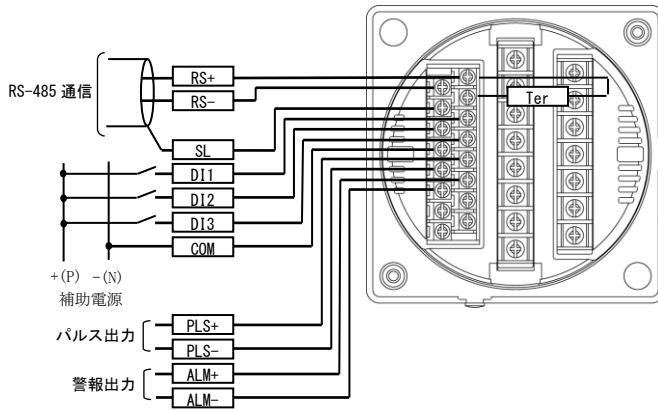 RS-485 通信
RS+
RS-
SL
DI1
DI2
DI3
COM
+(P) -(N)
補助電源
パルス出力
PLS+
PLS-
警報出力
ALM+
ALM-
Ter